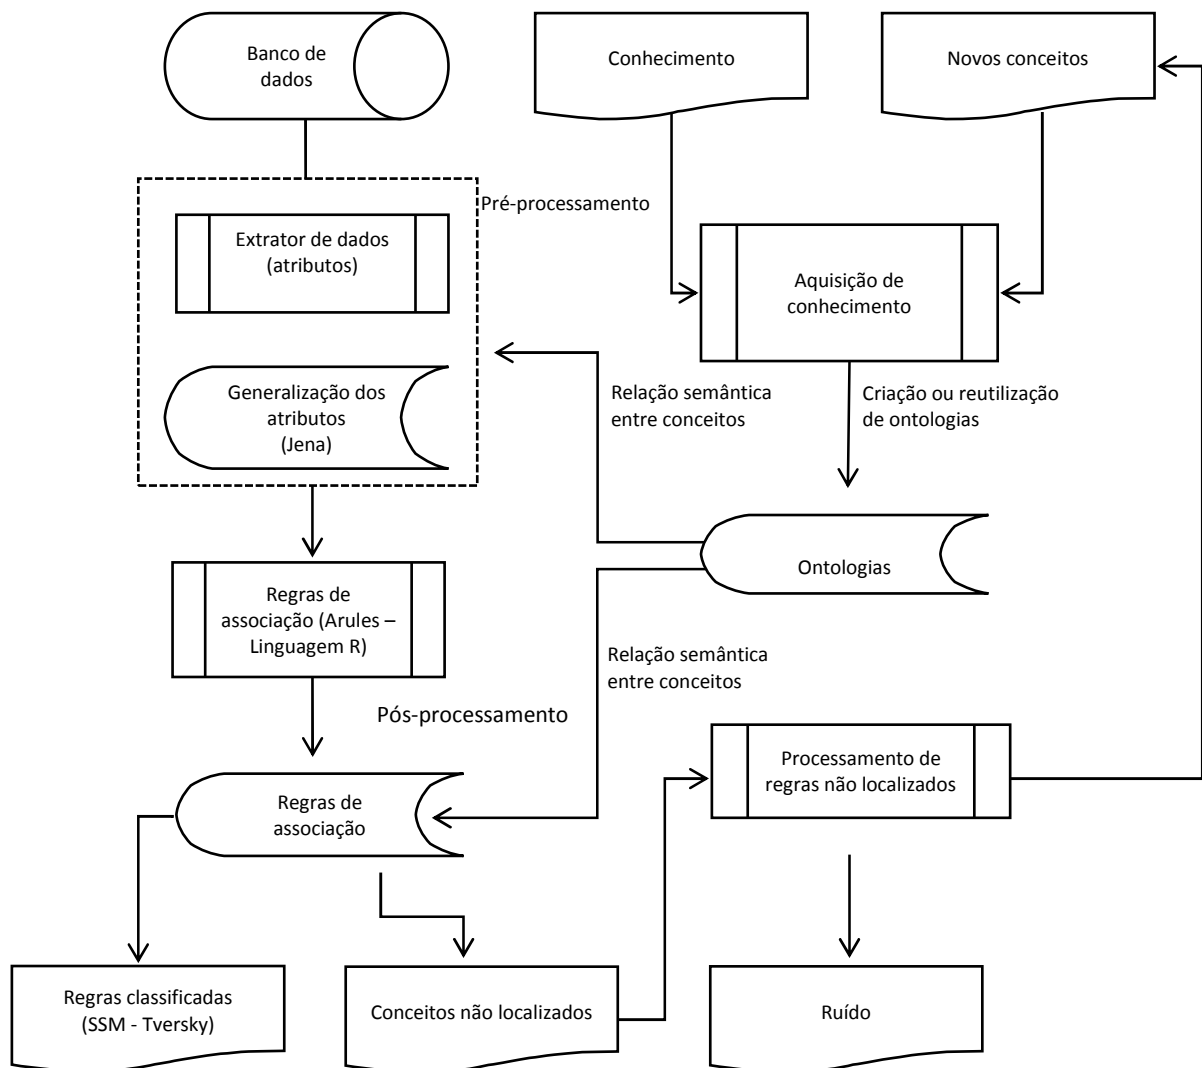 Banco de
dados
Conhecimento
Novos conceitos
Pré-processamento
Extrator de dados
(atributos)
Aquisição de
conhecimento
Generalização dos
atributos
(Jena)
Relação semântica
entre conceitos
Criação ou reutilização
de ontologias
Ontologias
Regras de
associação (Arules –
Linguagem R)
Relação semântica
entre conceitos
Pós-processamento
Processamento de
regras não localizados
Regras de
associação
Regras classificadas
(SSM - Tversky)
Conceitos não localizados
Ruído